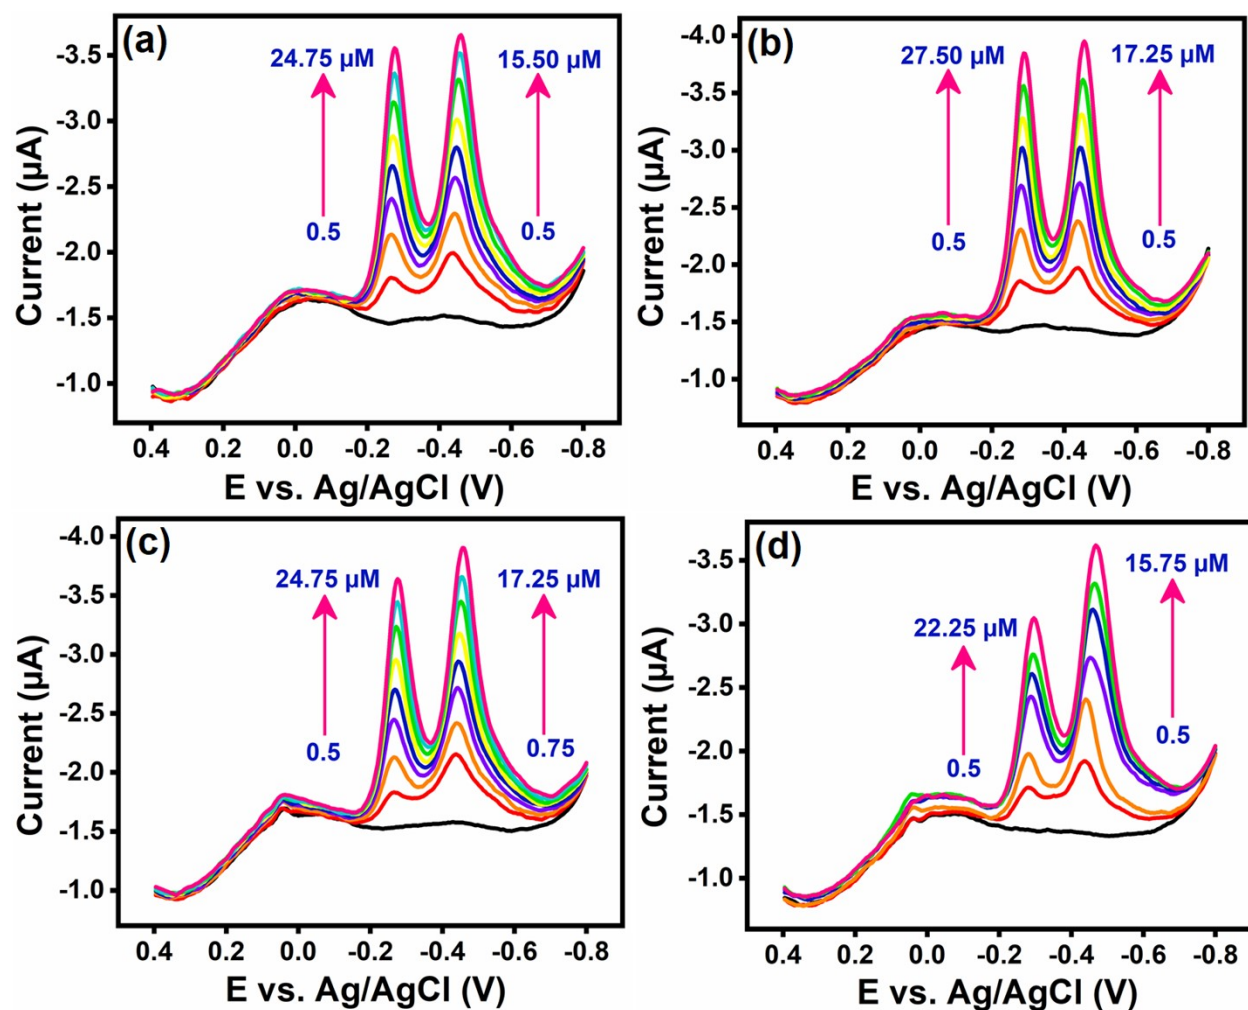 (a)
24.75 µM
15.50 µM
0.5
0.5
-3.5
-3.0
-2.5
-2.0
-1.5
-1.0
Current (µA)
0.4 0.2 0.0 -0.2 -0.4 -0.6 -0.8
E vs. Ag/AgCl (V)
(b)
27.50 µM
17.25 µM
0.5
0.5
-4.0
-3.5
-3.0
-2.5
-2.0
-1.5
-1.0
Current (µA)
0.4 0.2 0.0 -0.2 -0.4 -0.6 -0.8
E vs. Ag/AgCl (V)
(c)
24.75 µM
17.25 µM
0.5
0.75
-4.0
-3.5
-3.0
-2.5
-2.0
-1.5
-1.0
Current (µA)
0.4 0.2 0.0 -0.2 -0.4 -0.6 -0.8
E vs. Ag/AgCl (V)
(d)
22.25 µM
15.75 µM
0.5
0.5
-3.5
-3.0
-2.5
-2.0
-1.5
-1.0
Current (µA)
0.4 0.2 0.0 -0.2 -0.4 -0.6 -0.8
E vs. Ag/AgCl (V)